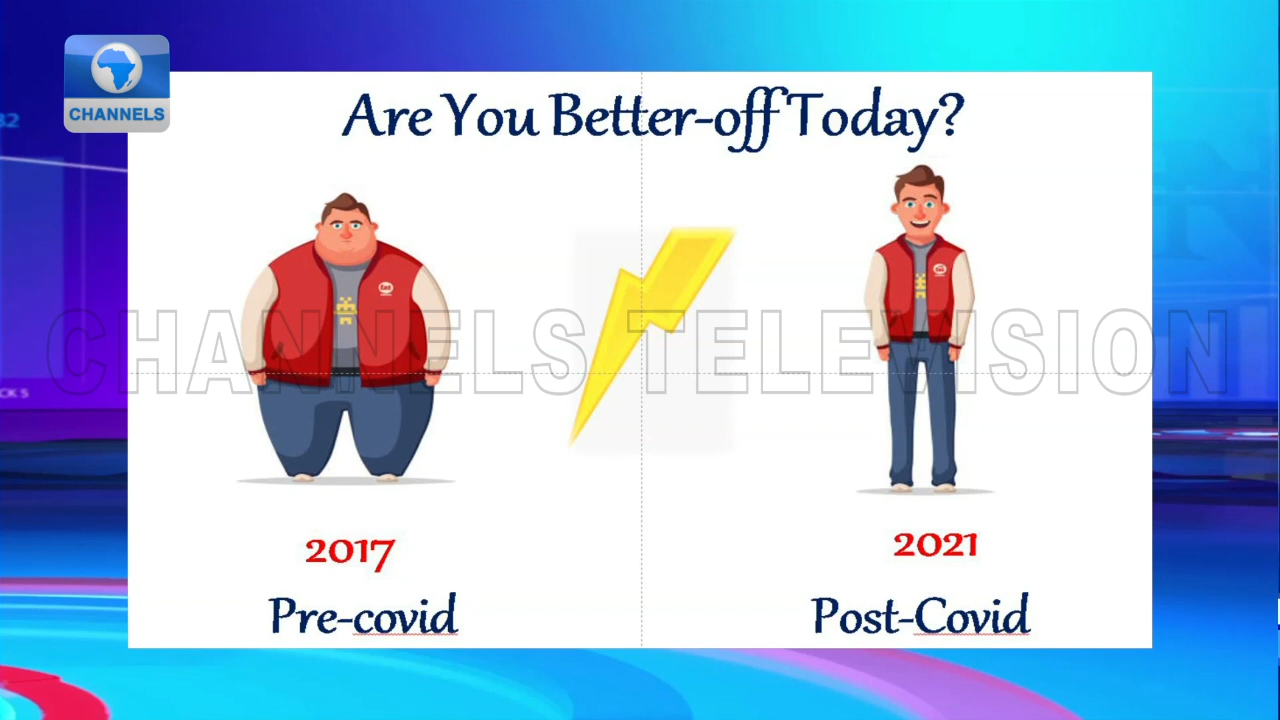 CHANNELS
Are You Better-off Today?
CHANNELS TELEVISION
2017
2021
Pre-covid
Post-Covid